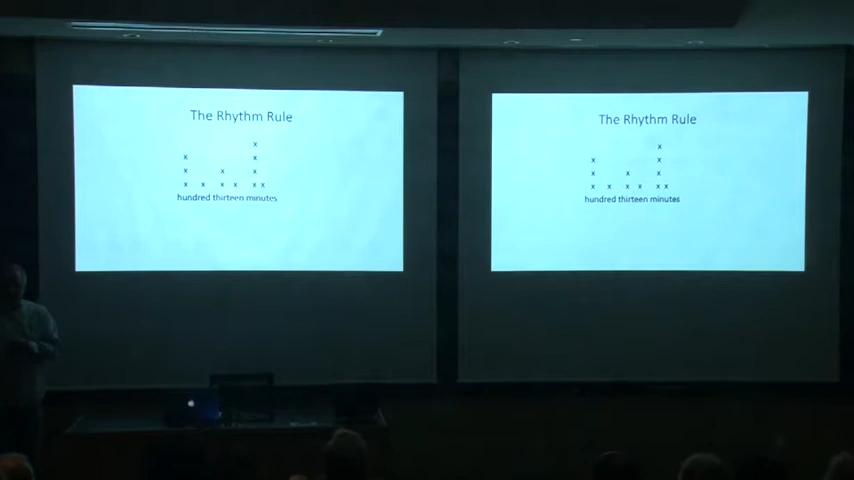 The Rhythm Rule
x
x x
x x x
x x x x x x
hundred thirteen minutes
The Rhythm Rule
x
x x
x x x
x x x x x x
hundred thirteen minutes